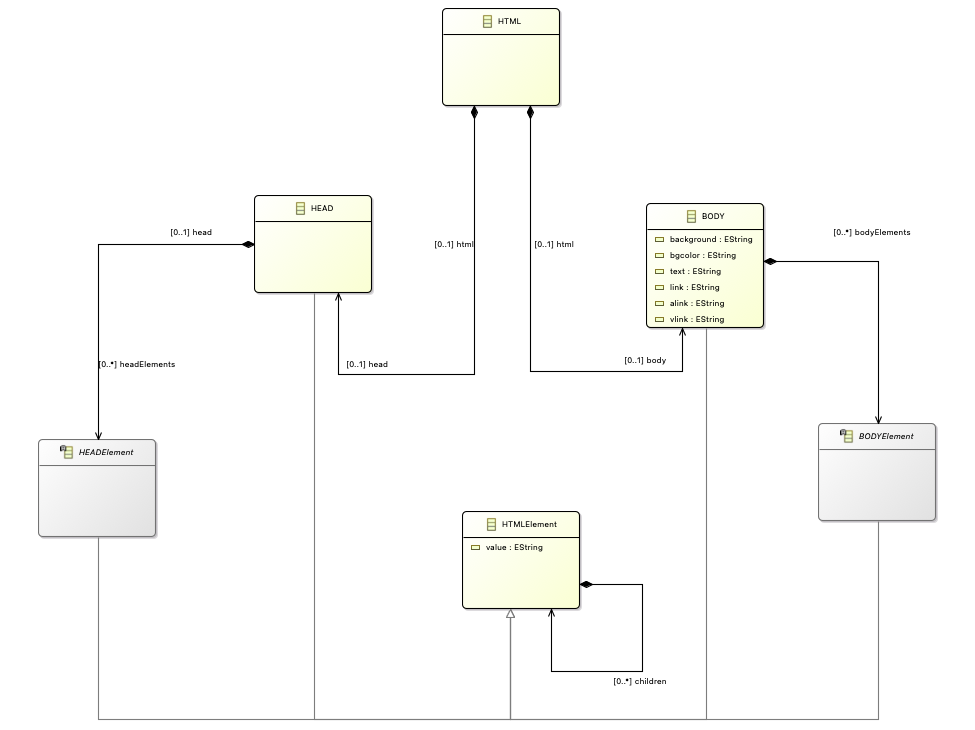 HTML
HEAD
BODY
background : EString
bgcolor : EString
text : EString
link : EString
alink : EString
vlink : EString
[0..1] head
[0..*] bodyElements
[0..1] html
[0..1] html
[0..*] headElements
[0..1] head
[0..1] body
HEADElement
BODYElement
HTMLElement
value : EString
[0..*] children